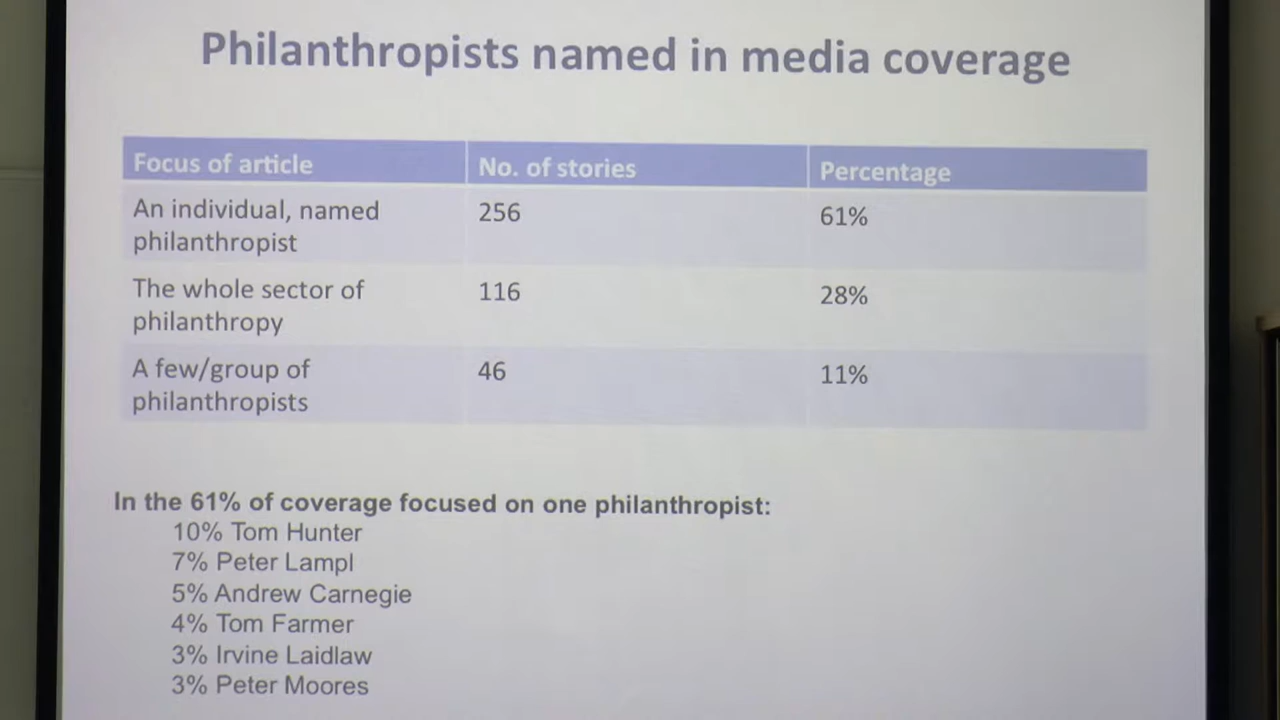 Philanthropists named in media coverage
Focus of article No. of stories Percentage
An individual, named 256 61%
philanthropist
The whole sector of 116 28%
philanthropy
A few/group of 46 11%
philanthropists
In the 61% of coverage focused on one philanthropist:
10% Tom Hunter
7% Peter Lampl
5% Andrew Carnegie
4% Tom Farmer
3% Irvine Laidlaw
3% Peter Moores